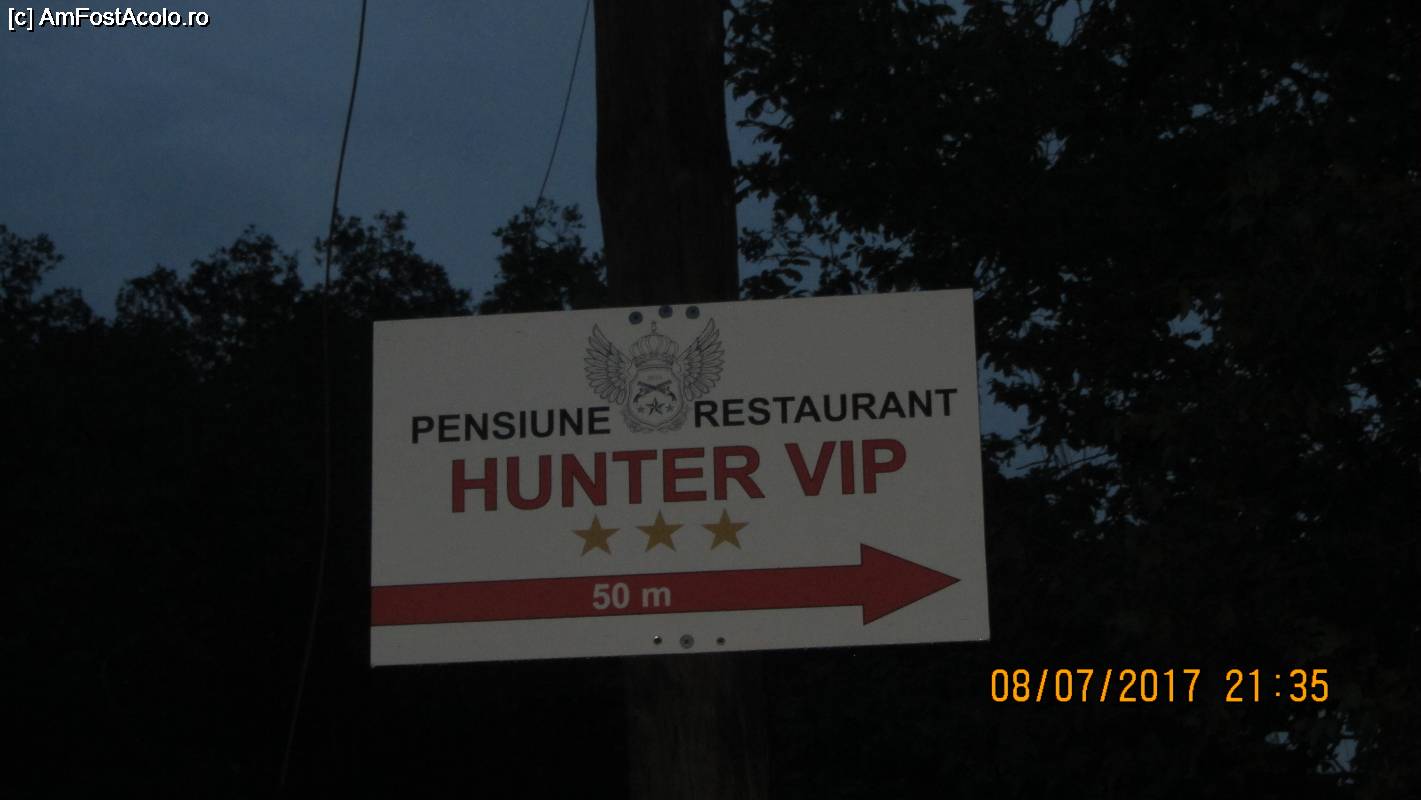 [c] AmFostAcolo.ro
PENSIUNE RESTAURANT
HUNTER VIP
50 m
08/07/2017 21:35